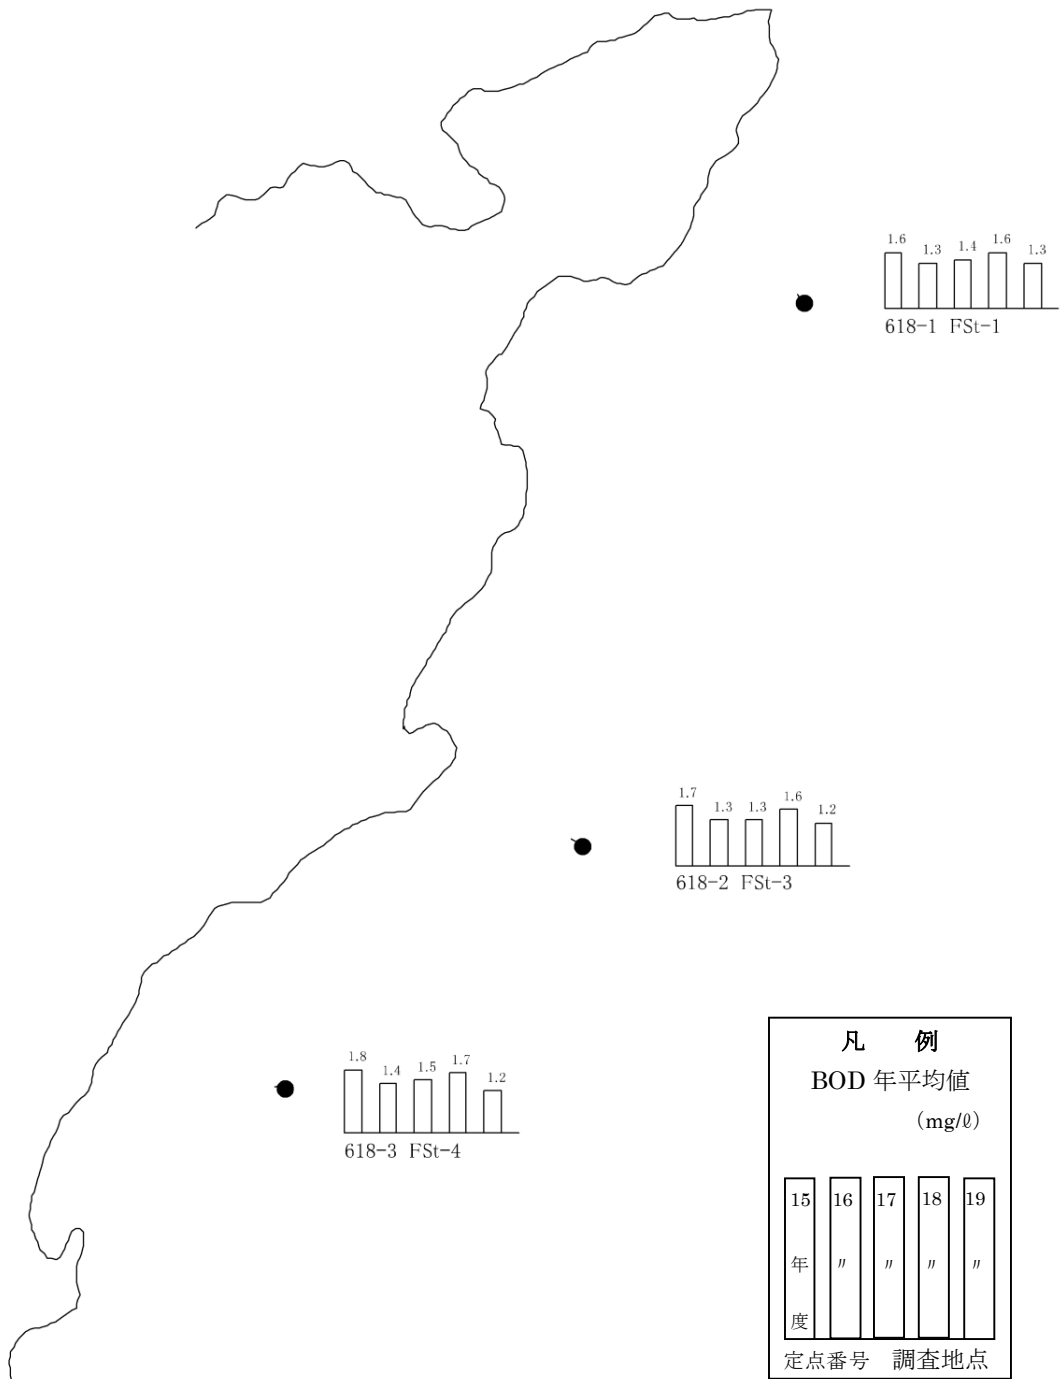 1.6 1.3 1.4 1.6 1.3
618-1 FSt-1
1.7 1.3 1.3 1.6 1.2
618-2 FSt-3
1.8 1.4 1.5 1.7 1.2
618-3 FSt-4
凡 例
BOD 年平均値
（mg/ℓ）
15 16 17 18 19
年 〃 〃 〃 〃
度
定点番号 調査地点